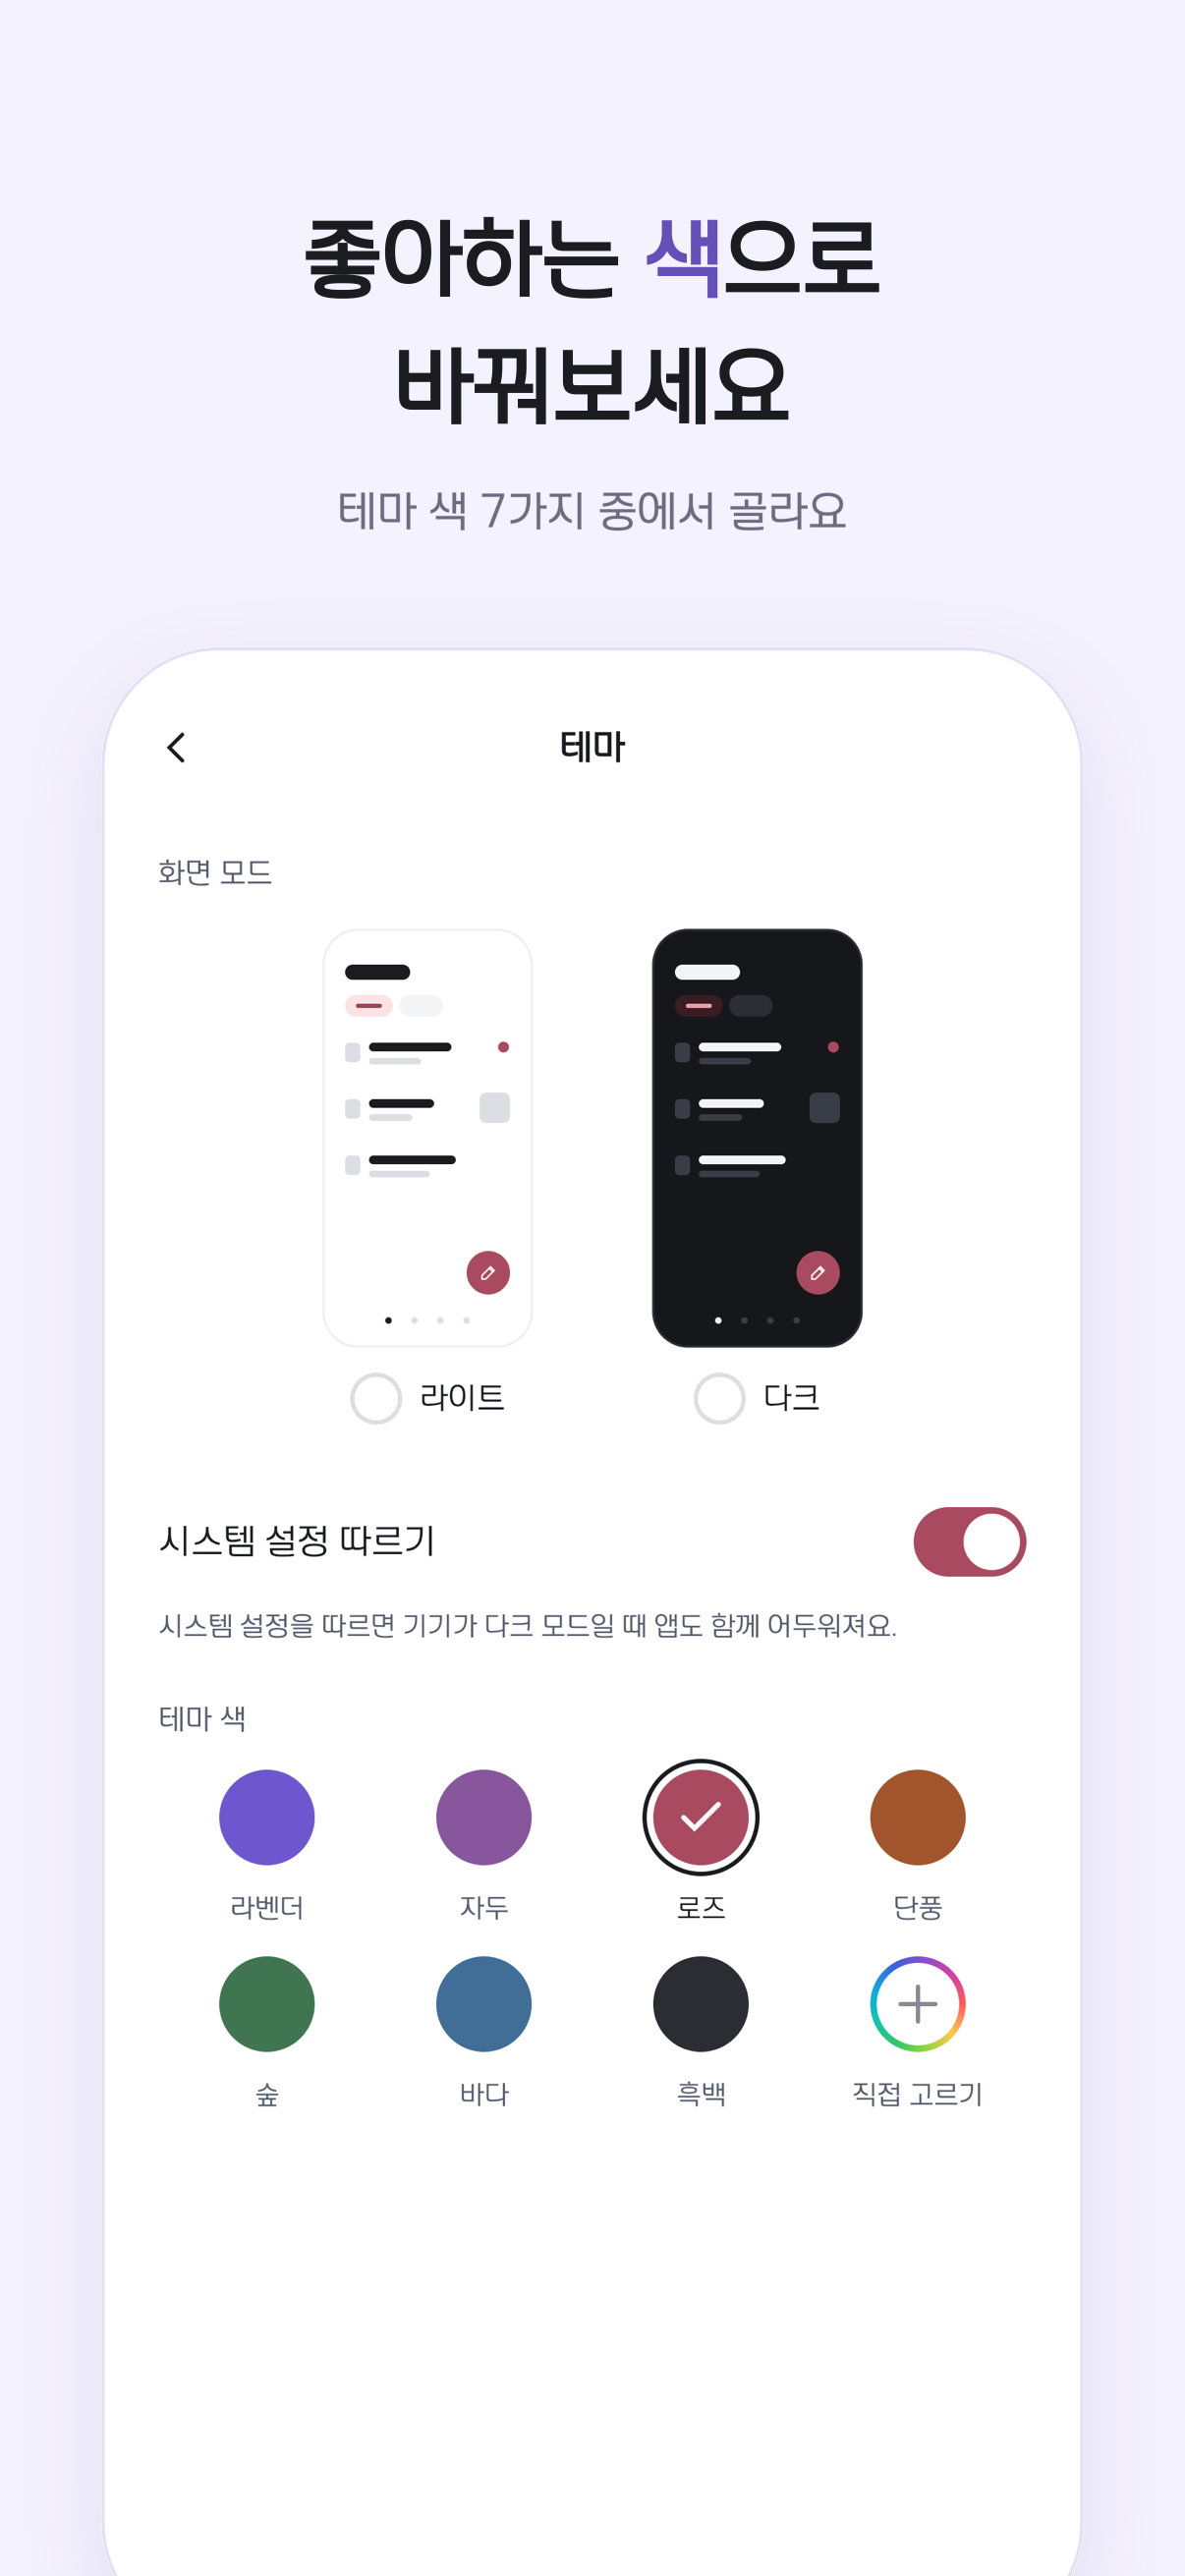 좋아하는 색으로
바꿔보세요
테마 색 7가지 중에서 골라요
테마
화면 모드
라이트 다크
시스템 설정 따르기
시스템 설정을 따르면 기기가 다크 모드일 때 앱도 함께 어두워져요.
테마 색
라벤더 자두 로즈 단풍
숲 바다 흑백 직접 고르기